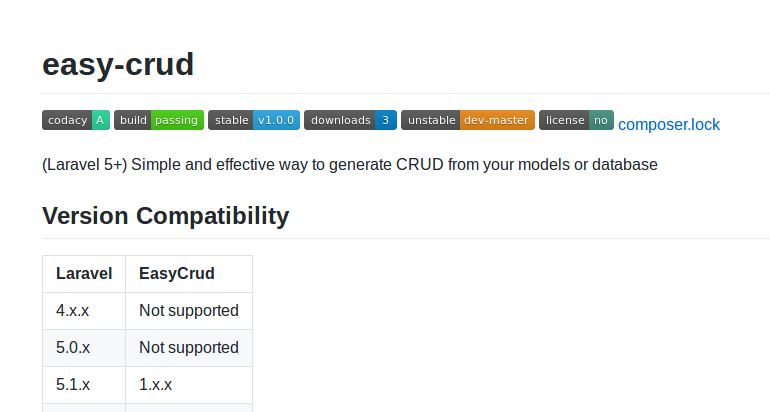 easy-crud
codacy A build passing stable v1.0.0 downloads 3 unstable dev-master license no composer.lock
(Laravel 5+) Simple and effective way to generate CRUD from your models or database
Version Compatibility
Laravel EasyCrud
4.x.x Not supported
5.0.x Not supported
5.1.x 1.x.x